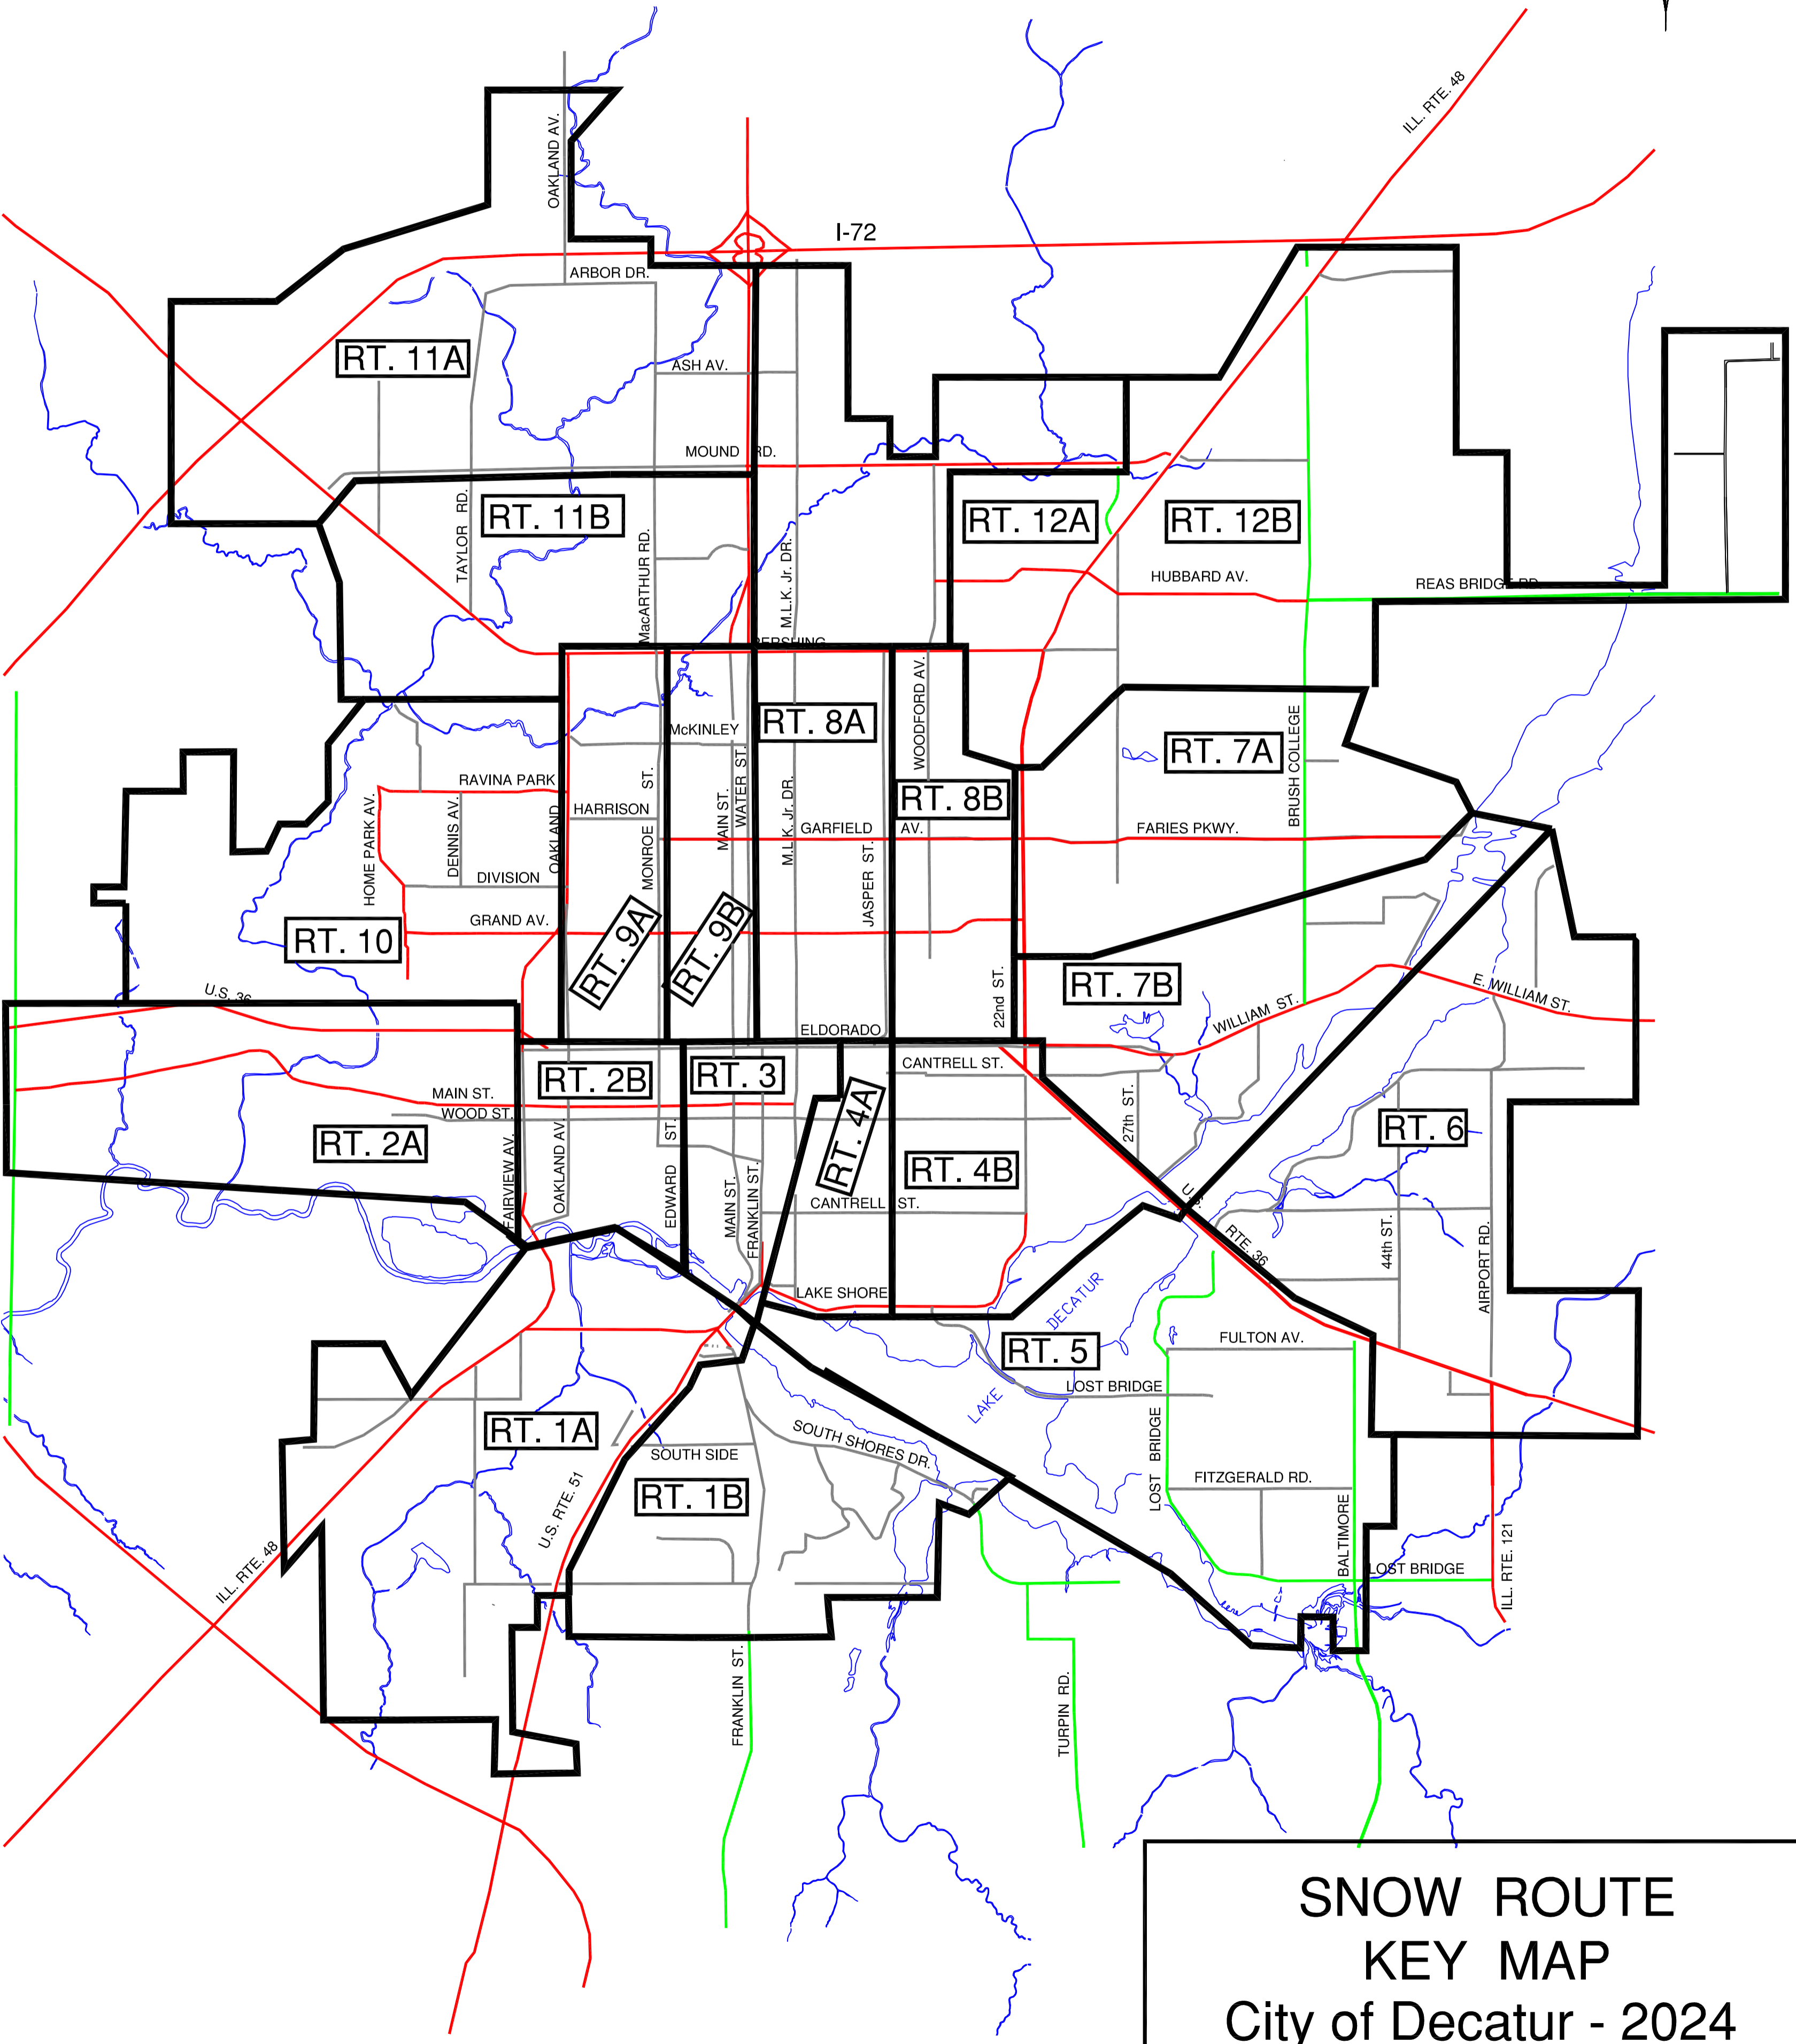 ILL. RTE. 48
OAKLAND AV.
I-72
ARBOR DR.
RT. 11A
ASH AV.
MOUND RD.
TAYLOR RD.
RT. 11B
MacARTHUR RD.
M.L.K. Jr. DR.
RT. 12A
RT. 12B
HUBBARD AV.
REAS BRIDGE RD.
PERSHING
WOODFORD AV.
McKINLEY
RT. 8A
RT. 7A
BRUSH COLLEGE
RAVINA PARK
HOME PARK AV.
DENNIS AV.
OAKLAND
HARRISON
MONROE ST.
MAIN ST.
WATER ST.
M.L.K. Jr. DR.
RT. 8B
GARFIELD AV.
FARIES PKWY.
JASPER ST.
DIVISION
GRAND AV.
RT. 10
RT. 9A
RT. 9B
22nd ST.
RT. 7B
WILLIAM ST.
E. WILLIAM ST.
U.S. 36
ELDORADO
CANTRELL ST.
RT. 2B
RT. 3
RT. 4A
MAIN ST.
WOOD ST.
27th ST.
RT. 6
RT. 2A
FAIRVIEW AV.
OAKLAND AV.
EDWARD ST.
MAIN ST.
FRANKLIN ST.
RT. 4B
CANTRELL ST.
U.S.
RTE. 36
44th ST.
AIRPORT RD.
LAKE SHORE
LAKE DECATUR
RT. 5
FULTON AV.
LOST BRIDGE
LOST BRIDGE
RT. 1A
SOUTH SIDE
SOUTH SHORES DR.
RT. 1B
U.S. RTE. 51
FITZGERALD RD.
BALTIMORE
LOST BRIDGE
ILL. RTE. 121
ILL. RTE. 48
FRANKLIN ST.
TURPIN RD.
SNOW ROUTE
KEY MAP
City of Decatur - 2024